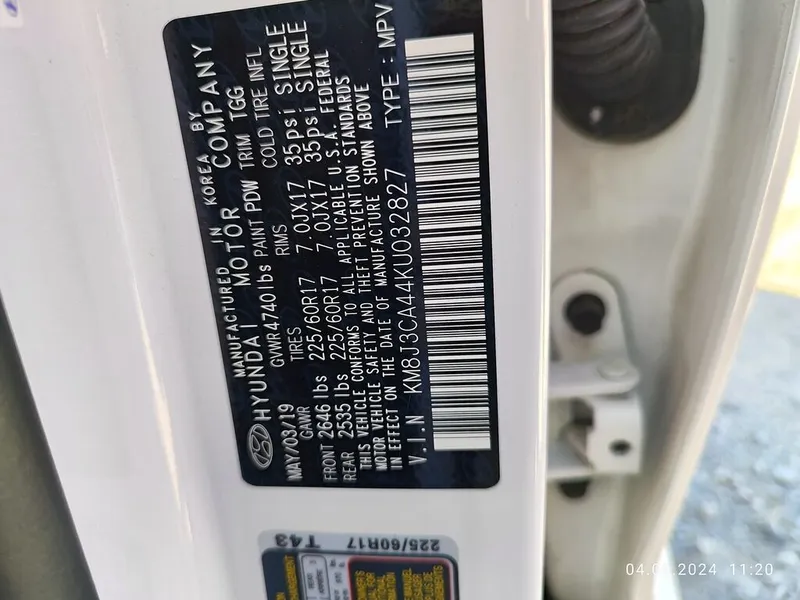 MANUFACTURED IN KOREA BY
HYUNDAI MOTOR COMPANY
MAY/03/19 GVWR4740lbs PAINT PDW TRIM TGG
GAWR TIRES RIMS COLD TIRE INFL
FRONT 2646lbs 225/60R17 7.0JX17 35psi SINGLE
REAR 2535lbs 225/60R17 7.0JX17 35psi SINGLE
THIS VEHICLE CONFORMS TO ALL APPLICABLE U.S.A. FEDERAL
MOTOR VEHICLE SAFETY AND THEFT PREVENTION STANDARDS
IN EFFECT ON THE DATE OF MANUFACTURE SHOWN ABOVE
V.I.N KM8J3CA44KU032827 TYPE : MPV
225/60R17 T43
11:20